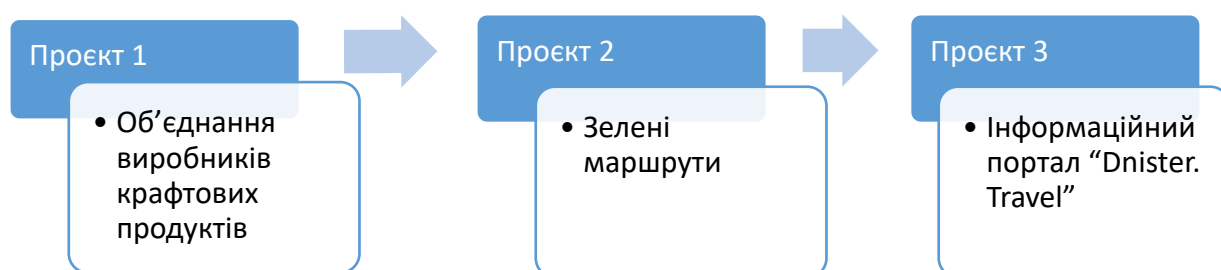 Проєкт 1
• Об’єднання
виробників
крафтових
продуктів
Проєкт 2
• Зелені
маршрути
Проєкт 3
• Інформаційний
портал “Dnister.
Travel”